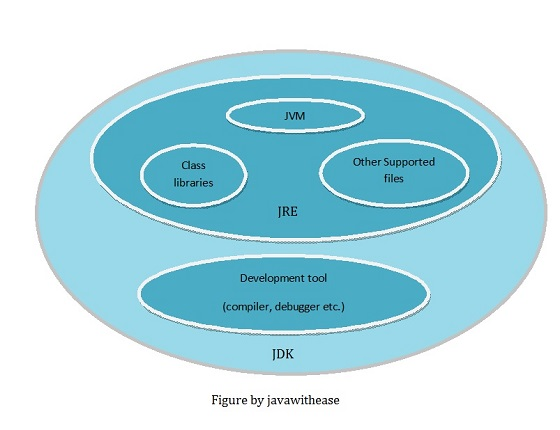 JVM
Class
libraries
Other Supported
files
JRE
Development tool
(compiler, debugger etc.)
JDK
Figure by javawithease